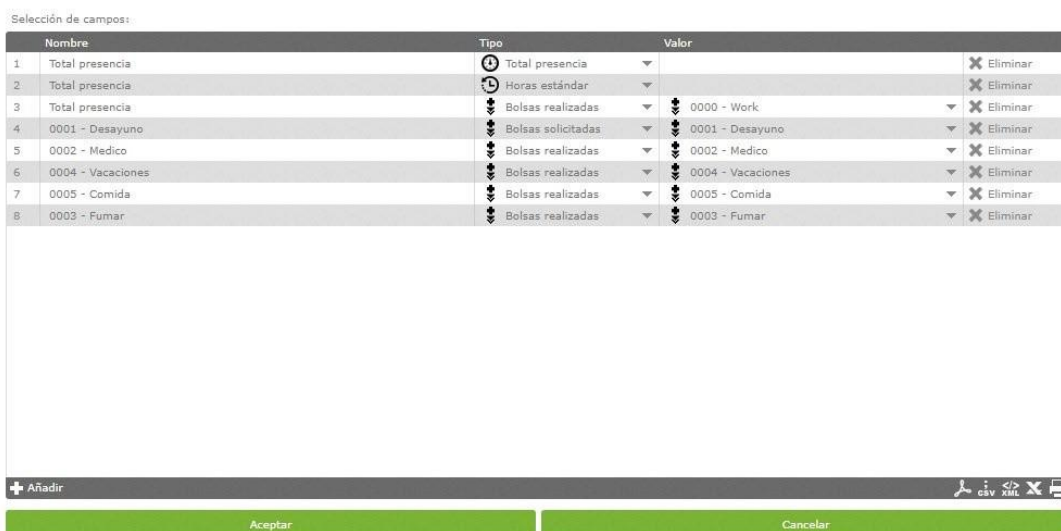 Selección de campos:
Nombre Tipo Valor
1 Total presencia Total presencia Eliminar
2 Total presencia Horas estándar Eliminar
3 Total presencia Bolsas realizadas 0000 - Work Eliminar
4 0001 - Desayuno Bolsas solicitadas 0001 - Desayuno Eliminar
5 0002 - Medico Bolsas realizadas 0002 - Medico Eliminar
6 0004 - Vacaciones Bolsas realizadas 0004 - Vacaciones Eliminar
7 0005 - Comida Bolsas realizadas 0005 - Comida Eliminar
8 0003 - Fumar Bolsas realizadas 0003 - Fumar Eliminar
Añadir CSV XML
Aceptar Cancelar